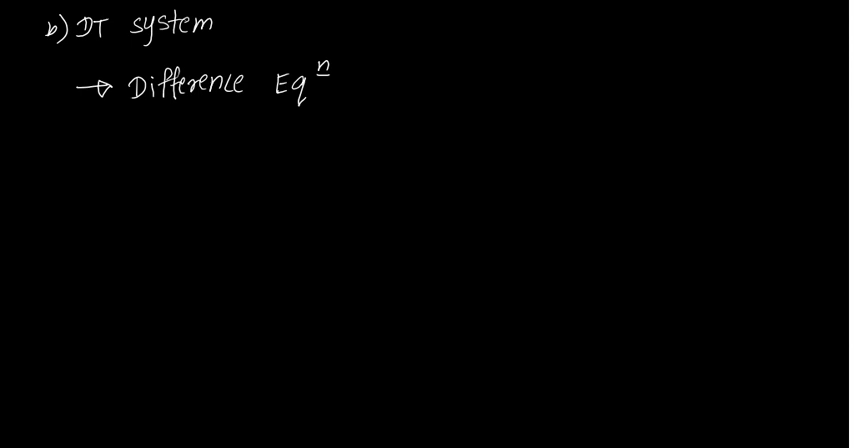 b) DT system
→ Difference Eqn